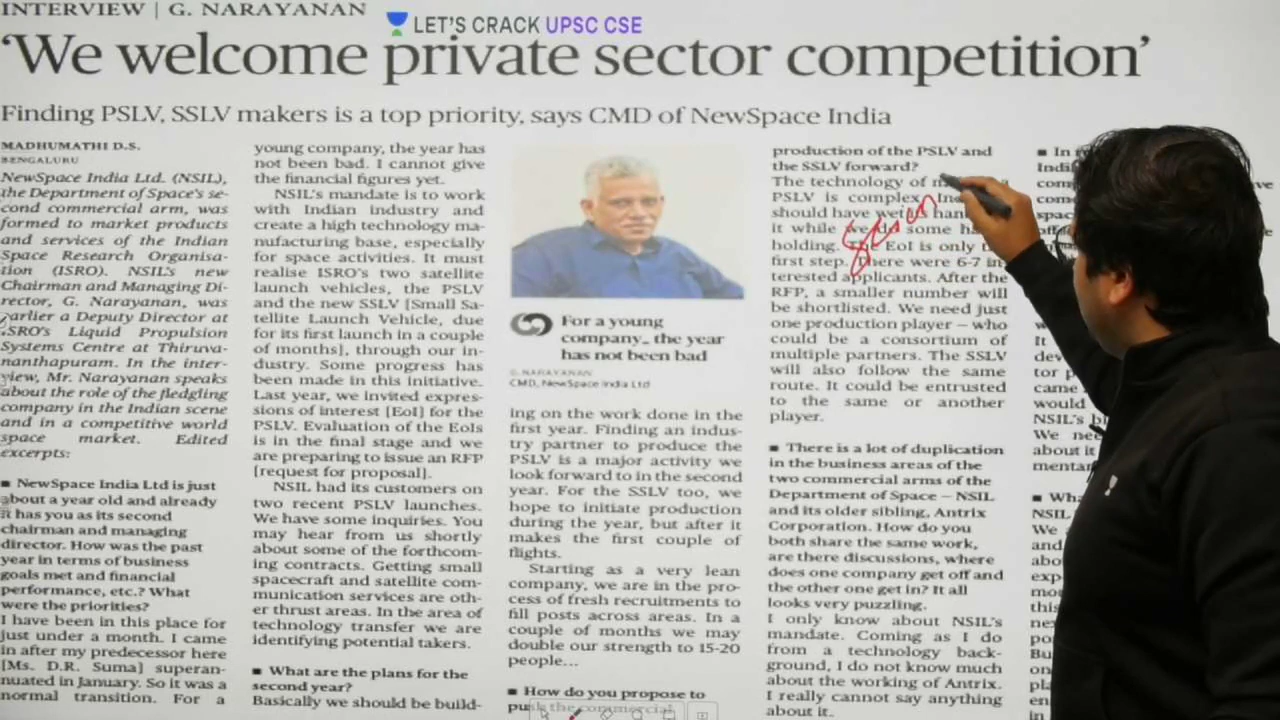 INTERVIEW | G. NARAYANAN
LET'S CRACK UPSC CSE
'We welcome private sector competition'
Finding PSLV, SSLV makers is a top priority, says CMD of NewSpace India
MADHUMATHI D.S.
BENGALURU
NewSpace India Ltd. (NSIL),
the Department of Space's se-
cond commercial arm, was
formed to market products
and services of the Indian
Space Research Organisa-
tion (ISRO). NSIL's new
Chairman and Managing Di-
rector, G. Narayanan, was
earlier a Deputy Director at
ISRO's Liquid Propulsion
Systems Centre at Thiruva-
nanthapuram. In the inter-
view, Mr. Narayanan speaks
about the role of the fledgling
company in the Indian scene
and in a competitive world
space market. Edited
excerpts:
■ NewSpace India Ltd is just
about a year old and already
it has you as its second
chairman and managing
director. How was the past
year in terms of business
goals met and financial
performance, etc.? What
were the priorities?
I have been in this place for
just under a month. I came
in after my predecessor here
[Ms. D.R. Suma] superan-
nuated in January. So it was a
normal transition. For a
young company, the year has
not been bad. I cannot give
the financial figures yet.
NSIL's mandate is to work
with Indian industry and
create a high technology ma-
nufacturing base, especially
for space activities. It must
realise ISRO's two satellite
launch vehicles, the PSLV
and the new SSLV [Small Sa-
tellite Launch Vehicle, due
for its first launch in a couple
of months], through our in-
dustry. Some progress has
been made in this initiative.
Last year, we invited expres-
sions of interest [EoI] for the
PSLV. Evaluation of the EoIs
is in the final stage and we
are preparing to issue an RFP
[request for proposal].
NSIL had its customers on
two recent PSLV launches.
We have some inquiries. You
may hear from us shortly
about some of the forthcom-
ing contracts. Getting small
spacecraft and satellite com-
munication services are oth-
er thrust areas. In the area of
technology transfer we are
identifying potential takers.
■ What are the plans for the
second year?
Basically we should be build-
For a young
company, the year
has not been bad
G. NARAYANAN
CMD, NewSpace India Ltd
ing on the work done in the
first year. Finding an indus-
try partner to produce the
PSLV is a major activity we
look forward to in the second
year. For the SSLV too, we
hope to initiate production
during the year, but after it
makes the first couple of
flights.
Starting as a very lean
company, we are in the pro-
cess of fresh recruitments to
fill posts across areas. In a
couple of months we may
double our strength to 15-20
people...
■ How do you propose to
push the commercial
production of the PSLV and
the SSLV forward?
The technology of
PSLV is complex.
should have
it while we do some
holding. The EoI is only
first step. There were 6-7 in-
terested applicants. After the
RFP, a smaller number will
be shortlisted. We need just
one production player – who
could be a consortium of
multiple partners. The SSLV
will also follow the same
route. It could be entrusted
to the same or another
player.
■ There is a lot of duplication
in the business areas of the
two commercial arms of the
Department of Space – NSIL
and its older sibling, Antrix
Corporation. How do you
both share the same work,
are there discussions, where
does one company get off and
the other one get in? It all
looks very puzzling.
I only know about NSIL's
mandate. Coming as I do
from a technology back-
ground, I do not know much
about the working of Antrix.
I really cannot say anything
about it.